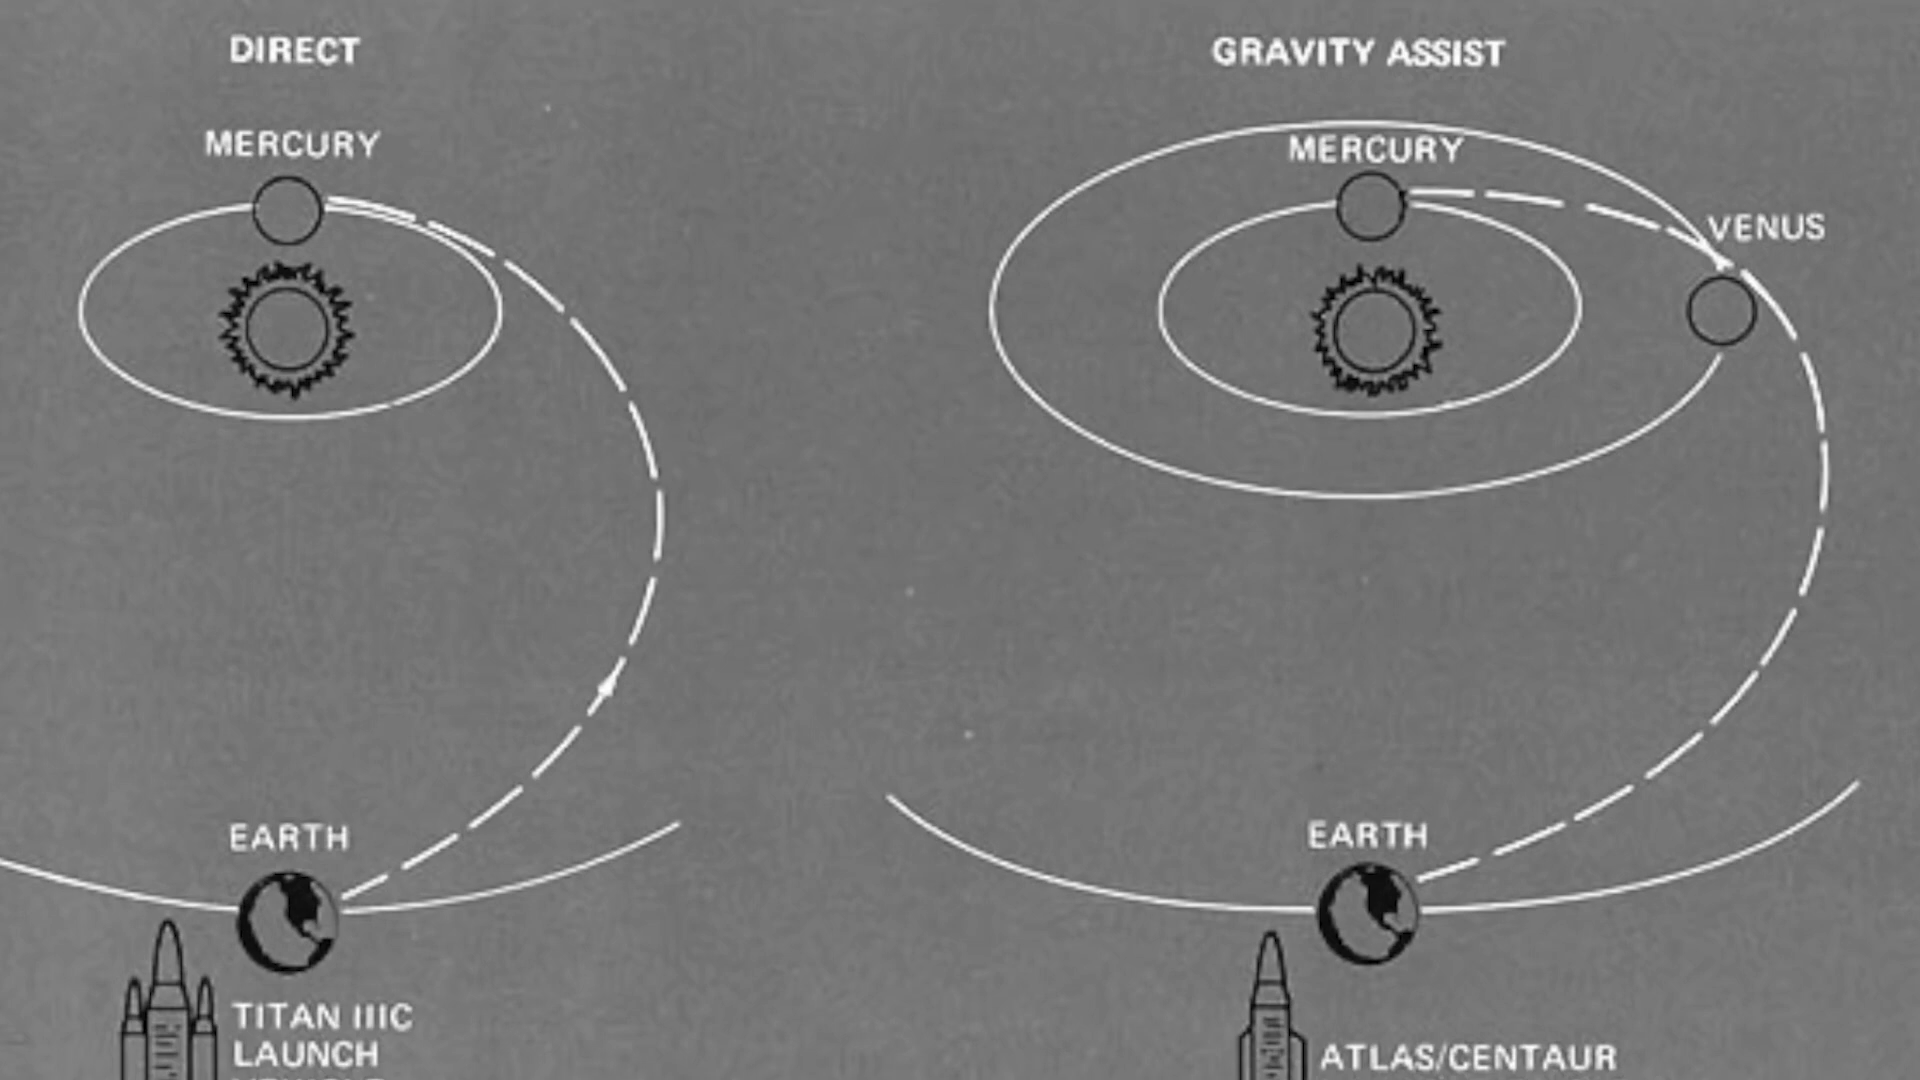 DIRECT
MERCURY
EARTH
TITAN IIIC
LAUNCH
GRAVITY ASSIST
MERCURY
VENUS
EARTH
ATLAS/CENTAUR